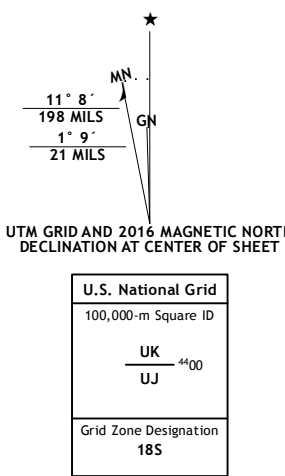 ★
MN
GN
11° 8´
198 MILS
1° 9´
21 MILS
UTM GRID AND 2016 MAGNETIC NORTH
DECLINATION AT CENTER OF SHEET
U.S. National Grid
100,000-m Square ID
UK
4400
UJ
Grid Zone Designation
18S